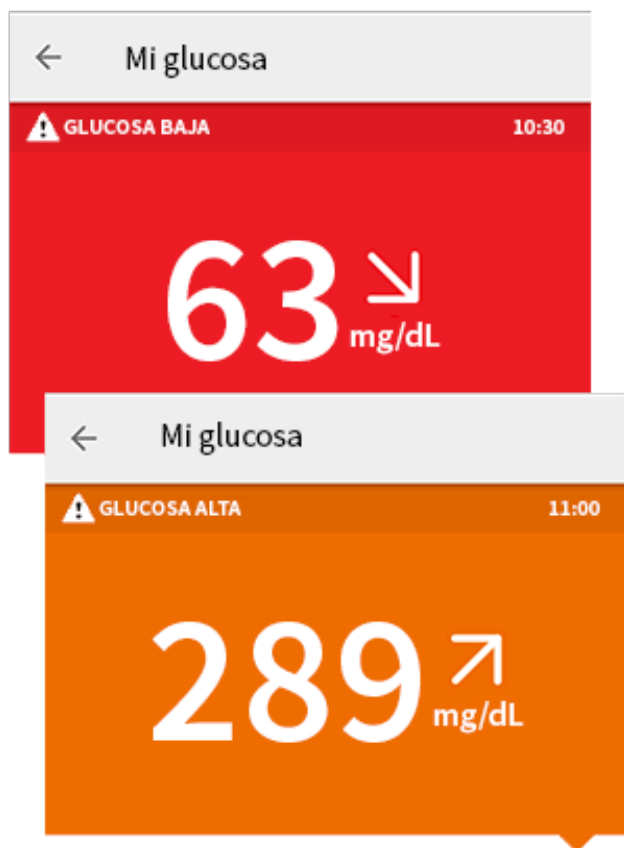 Mi glucosa
GLUCOSA BAJA 10:30
63 mg/dL
Mi glucosa
GLUCOSA ALTA 11:00
289 mg/dL